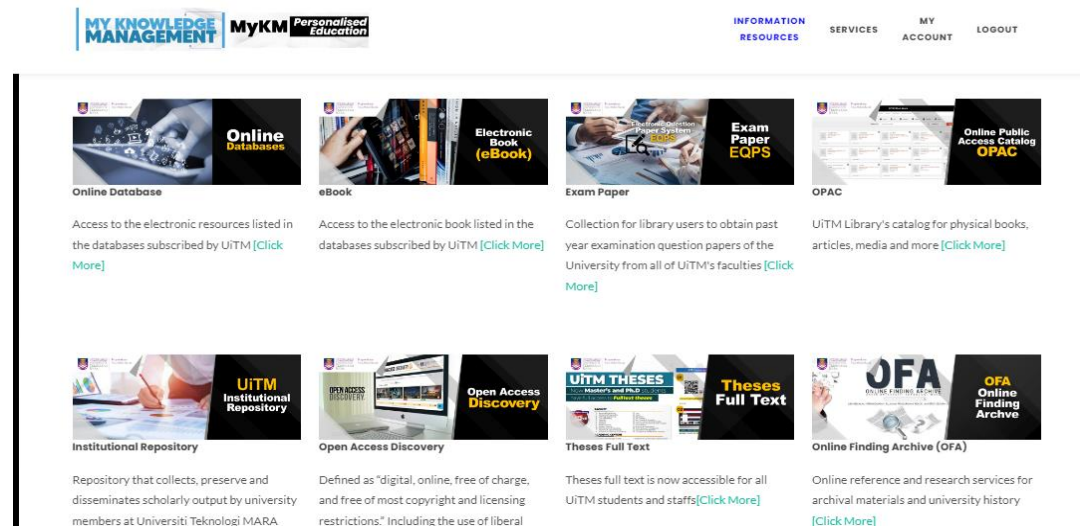 MY KNOWLEDGE
MANAGEMENT
MyKM Personalised
Education
INFORMATION
RESOURCES
SERVICES
MY
ACCOUNT
LOGOUT
Online
Databases
Online Database
Access to the electronic resources listed in
the databases subscribed by UiTM [Click
More]
Electronic
Book
(eBook)
eBook
Access to the electronic book listed in the
databases subscribed by UiTM [Click More]
Electronic Question
Paper System
EQPS
Exam
Paper
EQPS
Exam Paper
Collection for library users to obtain past
year examination question papers of the
University from all of UiTM's faculties [Click
More]
Online Public
Access Catalog
OPAC
OPAC
UiTM Library's catalog for physical books,
articles, media and more [Click More]
UiTM
Institutional
Repository
Institutional Repository
Repository that collects, preserve and
disseminates scholarly output by university
members at Universiti Teknologi MARA
OPEN ACCESS
DISCOVERY
Open Access
Discovery
Open Access Discovery
Defined as "digital, online, free of charge,
and free of most copyright and licensing
restrictions." Including the use of liberal
UiTM THESES
Theses
Full Text
Theses Full Text
Theses full text is now accessible for all
UiTM students and staffs[Click More]
OFA
ONLINE FINDING ARCHIVE
OFA
Online
Finding
Archve
Online Finding Archive (OFA)
Online reference and research services for
archival materials and university history
[Click More]